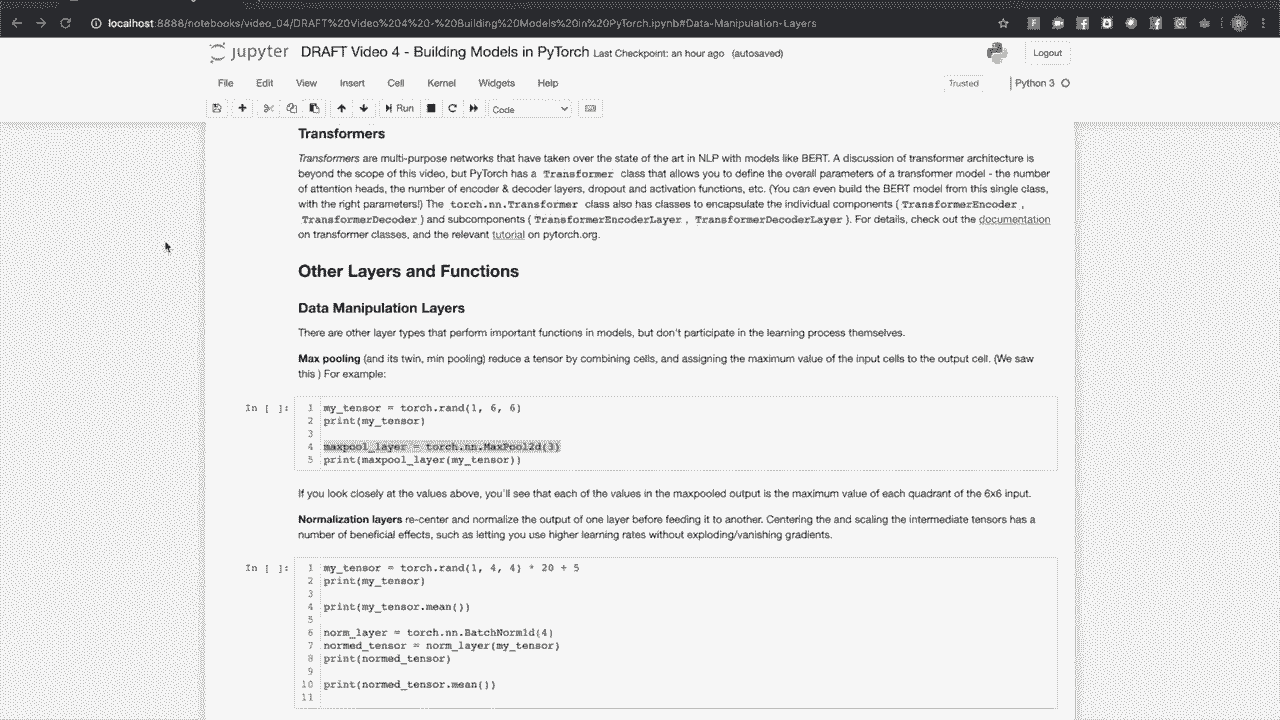 localhost:8888/notebooks/video_04/DRAFT%20Video%204%20-%20Building%20Models%20in%20PyTorch.ipynb#Data-Manipulation-Layers
jupyter DRAFT Video 4 - Building Models in PyTorch Last Checkpoint: an hour ago (autosaved) Logout
File Edit View Insert Cell Kernel Widgets Help Trusted Python 3
Run Code
Transformers
Transformers are multi-purpose networks that have taken over the state of the art in NLP with models like BERT. A discussion of transformer architecture is
beyond the scope of this video, but PyTorch has a Transformer class that allows you to define the overall parameters of a transformer model - the number
of attention heads, the number of encoder & decoder layers, dropout and activation functions, etc. (You can even build the BERT model from this single class,
with the right parameters!) The torch.nn.Transformer class also has classes to encapsulate the individual components ( TransformerEncoder ,
TransformerDecoder ) and subcomponents ( TransformerEncoderLayer , TransformerDecoderLayer ). For details, check out the documentation
on transformer classes, and the relevant tutorial on pytorch.org.
Other Layers and Functions
Data Manipulation Layers
There are other layer types that perform important functions in models, but don't participate in the learning process themselves.
Max pooling (and its twin, min pooling) reduce a tensor by combining cells, and assigning the maximum value of the input cells to the output cell. (We saw
this ) For example:
In [ ]: 1 my_tensor = torch.rand(1, 6, 6)
2 print(my_tensor)
3
4 maxpool_layer = torch.nn.MaxPool2d(3)
5 print(maxpool_layer(my_tensor))
If you look closely at the values above, you'll see that each of the values in the maxpooled output is the maximum value of each quadrant of the 6x6 input.
Normalization layers re-center and normalize the output of one layer before feeding it to another. Centering the and scaling the intermediate tensors has a
number of beneficial effects, such as letting you use higher learning rates without exploding/vanishing gradients.
In [ ]: 1 my_tensor = torch.rand(1, 4, 4) * 20 + 5
2 print(my_tensor)
3
4 print(my_tensor.mean())
5
6 norm_layer = torch.nn.BatchNorm1d(4)
7 normed_tensor = norm_layer(my_tensor)
8 print(normed_tensor)
9
10 print(normed_tensor.mean())
11